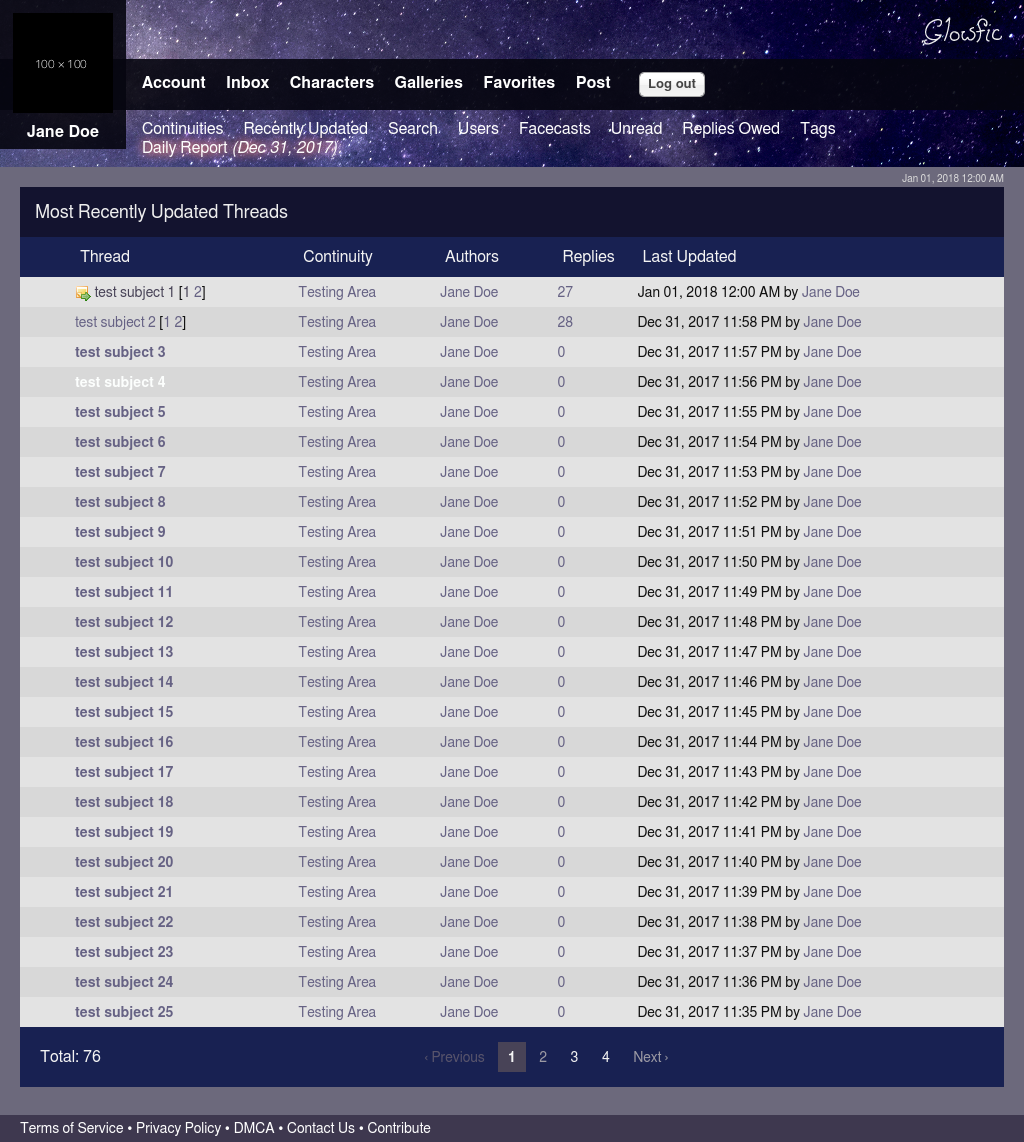 Glowfic
100 × 100
Account Inbox Characters Galleries Favorites Post Log out
Jane Doe
Continuities Recently Updated Search Users Facecasts Unread Replies Owed Tags
Daily Report (Dec 31, 2017)
Jan 01, 2018 12:00 AM
Most Recently Updated Threads
Thread Continuity Authors Replies Last Updated
test subject 1 [1 2] Testing Area Jane Doe 27 Jan 01, 2018 12:00 AM by Jane Doe
test subject 2 [1 2] Testing Area Jane Doe 28 Dec 31, 2017 11:58 PM by Jane Doe
test subject 3 Testing Area Jane Doe 0 Dec 31, 2017 11:57 PM by Jane Doe
test subject 4 Testing Area Jane Doe 0 Dec 31, 2017 11:56 PM by Jane Doe
test subject 5 Testing Area Jane Doe 0 Dec 31, 2017 11:55 PM by Jane Doe
test subject 6 Testing Area Jane Doe 0 Dec 31, 2017 11:54 PM by Jane Doe
test subject 7 Testing Area Jane Doe 0 Dec 31, 2017 11:53 PM by Jane Doe
test subject 8 Testing Area Jane Doe 0 Dec 31, 2017 11:52 PM by Jane Doe
test subject 9 Testing Area Jane Doe 0 Dec 31, 2017 11:51 PM by Jane Doe
test subject 10 Testing Area Jane Doe 0 Dec 31, 2017 11:50 PM by Jane Doe
test subject 11 Testing Area Jane Doe 0 Dec 31, 2017 11:49 PM by Jane Doe
test subject 12 Testing Area Jane Doe 0 Dec 31, 2017 11:48 PM by Jane Doe
test subject 13 Testing Area Jane Doe 0 Dec 31, 2017 11:47 PM by Jane Doe
test subject 14 Testing Area Jane Doe 0 Dec 31, 2017 11:46 PM by Jane Doe
test subject 15 Testing Area Jane Doe 0 Dec 31, 2017 11:45 PM by Jane Doe
test subject 16 Testing Area Jane Doe 0 Dec 31, 2017 11:44 PM by Jane Doe
test subject 17 Testing Area Jane Doe 0 Dec 31, 2017 11:43 PM by Jane Doe
test subject 18 Testing Area Jane Doe 0 Dec 31, 2017 11:42 PM by Jane Doe
test subject 19 Testing Area Jane Doe 0 Dec 31, 2017 11:41 PM by Jane Doe
test subject 20 Testing Area Jane Doe 0 Dec 31, 2017 11:40 PM by Jane Doe
test subject 21 Testing Area Jane Doe 0 Dec 31, 2017 11:39 PM by Jane Doe
test subject 22 Testing Area Jane Doe 0 Dec 31, 2017 11:38 PM by Jane Doe
test subject 23 Testing Area Jane Doe 0 Dec 31, 2017 11:37 PM by Jane Doe
test subject 24 Testing Area Jane Doe 0 Dec 31, 2017 11:36 PM by Jane Doe
test subject 25 Testing Area Jane Doe 0 Dec 31, 2017 11:35 PM by Jane Doe
Total: 76 ‹ Previous 1 2 3 4 Next ›
Terms of Service • Privacy Policy • DMCA • Contact Us • Contribute